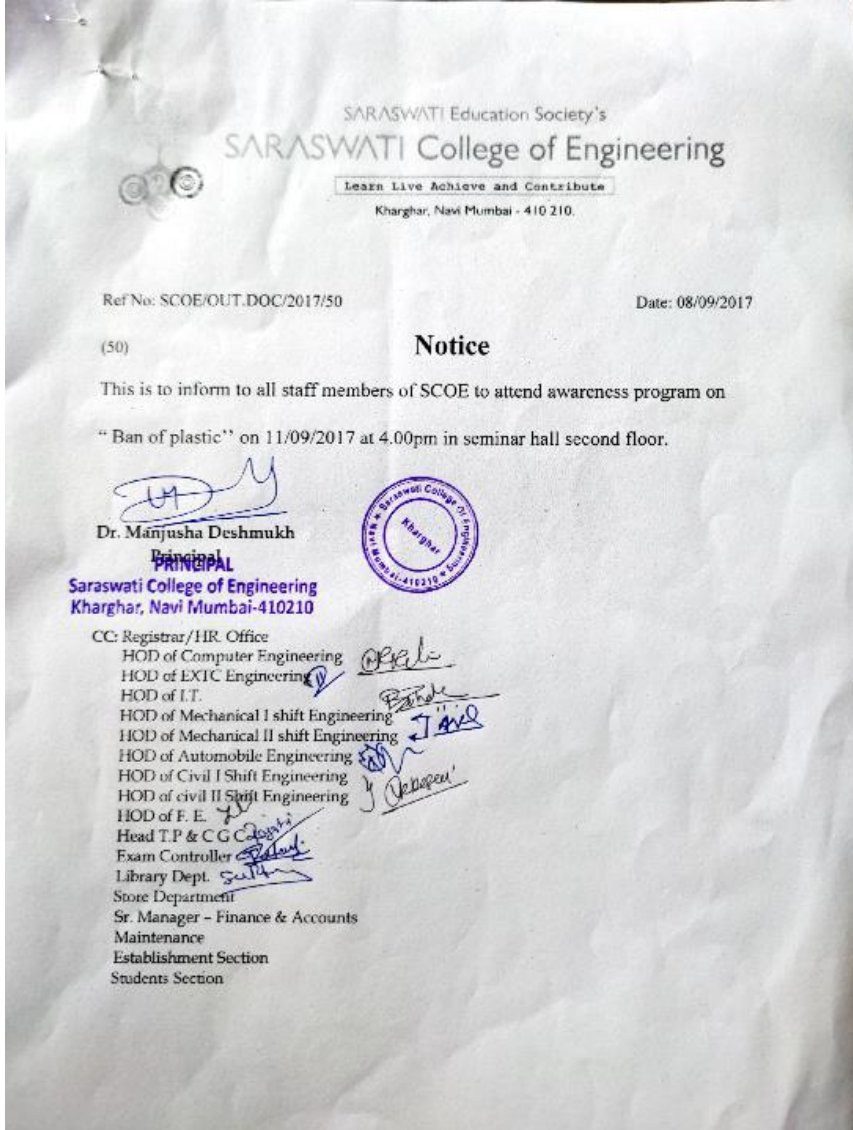 SARASWATI Education Society's
SARASWATI College of Engineering
Learn Live Achieve and Contribute
Kharghar, Navi Mumbai - 410 210.
Ref No: SCOE/OUT.DOC/2017/50 Date: 08/09/2017
(50) Notice
This is to inform to all staff members of SCOE to attend awareness program on
“ Ban of plastic’’ on 11/09/2017 at 4.00pm in seminar hall second floor.
Dr. Manjusha Deshmukh
Principal
PRINCIPAL
Saraswati College of Engineering
Kharghar, Navi Mumbai-410210
Saraswati College Of Engineering ★ Navi Mumbai-410210 ★
Kharghar
CC: Registrar/HR Office
HOD of Computer Engineering
HOD of EXTC Engineering
HOD of I.T.
HOD of Mechanical I shift Engineering
HOD of Mechanical II shift Engineering
HOD of Automobile Engineering
HOD of Civil I Shift Engineering
HOD of civil II Shift Engineering
HOD of F. E.
Head T.P & C G C
Exam Controller
Library Dept.
Store Department
Sr. Manager – Finance & Accounts
Maintenance
Establishment Section
Students Section